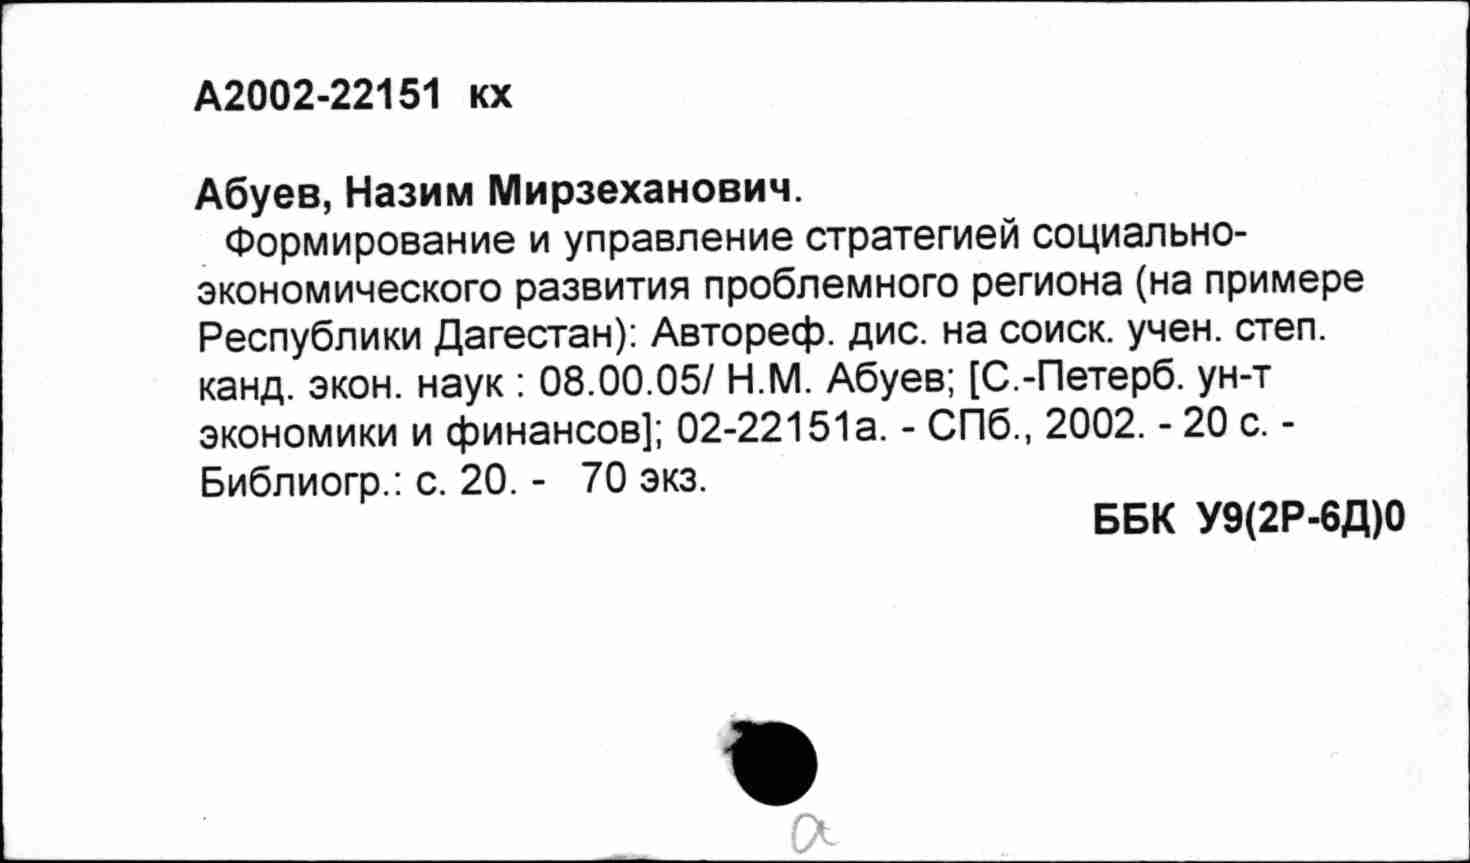 А2002-22151 кх
Абуев, Назим Мирзеханович.
Формирование и управление стратегией социально-
экономического развития проблемного региона (на примере
Республики Дагестан): Автореф. дис. на соиск. учен. степ.
канд. экон. наук : 08.00.05/ Н.М. Абуев; [С.-Петерб. ун-т
экономики и финансов]; 02-22151а. - СПб., 2002. - 20 с. -
Библиогр.: с. 20. - 70 экз.
ББК У9(2Р-6Д)0
а